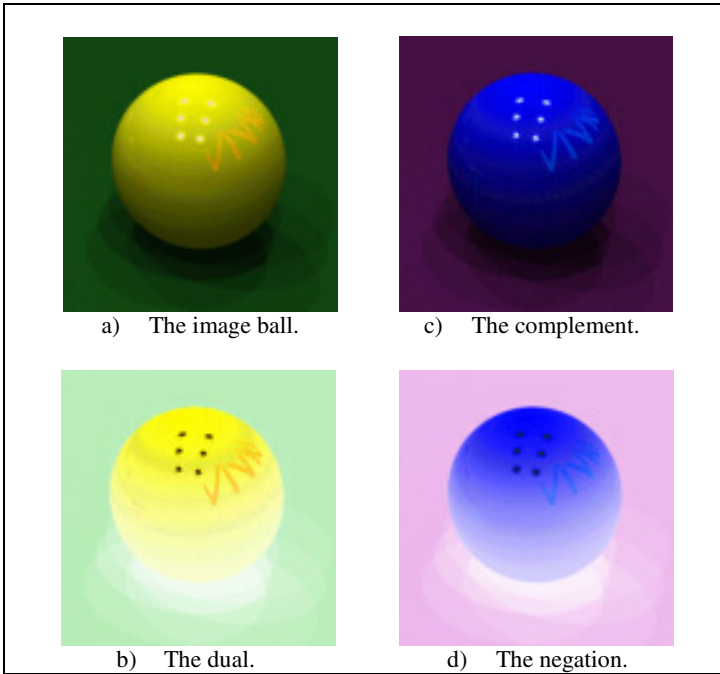 a) The image ball.
c) The complement.
b) The dual.
d) The negation.